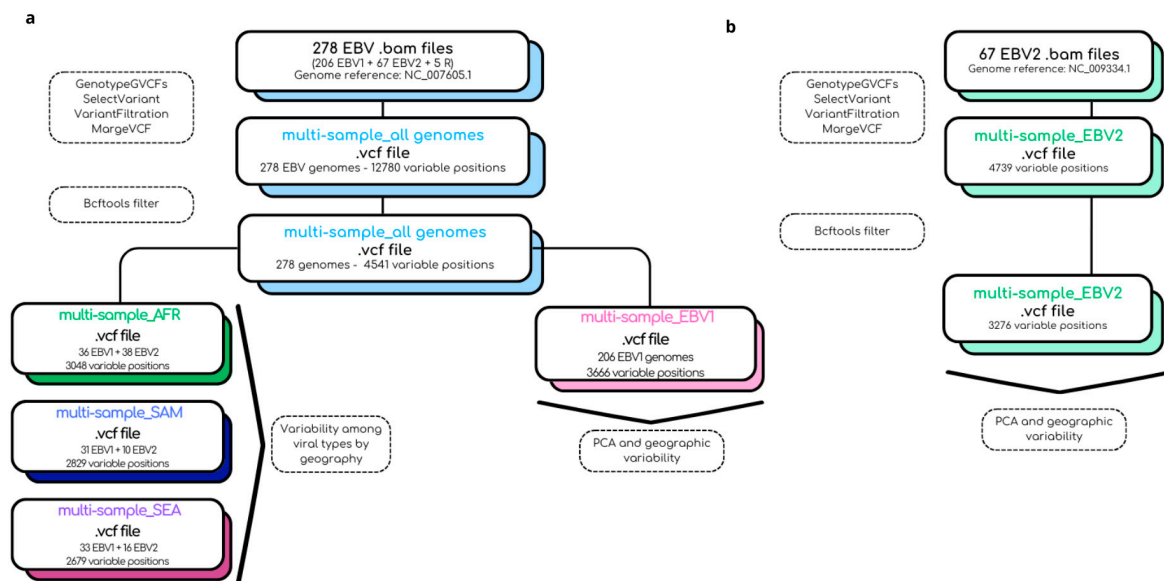 a
278 EBV .bam files
(206 EBV1 + 67 EBV2 + 5 R)
Genome reference: NC_007605.1
GenotypeGVCFs
SelectVariant
VariantFiltration
MargeVCF
multi-sample_all genomes
.vcf file
278 EBV genomes - 12780 variable positions
Bcftools filter
multi-sample_all genomes
.vcf file
278 genomes - 4541 variable positions
multi-sample_AFR
.vcf file
36 EBV1 + 38 EBV2
3048 variable positions
multi-sample_SAM
.vcf file
31 EBV1 + 10 EBV2
2829 variable positions
multi-sample_SEA
.vcf file
33 EBV1 + 16 EBV2
2679 variable positions
Variability among
viral types by
geography
multi-sample_EBV1
.vcf file
206 EBV1 genomes
3666 variable positions
PCA and geographic
variability
b
67 EBV2 .bam files
Genome reference: NC_009334.1
GenotypeGVCFs
SelectVariant
VariantFiltration
MargeVCF
multi-sample_EBV2
.vcf file
4739 variable positions
Bcftools filter
multi-sample_EBV2
.vcf file
3276 variable positions
PCA and geographic
variability